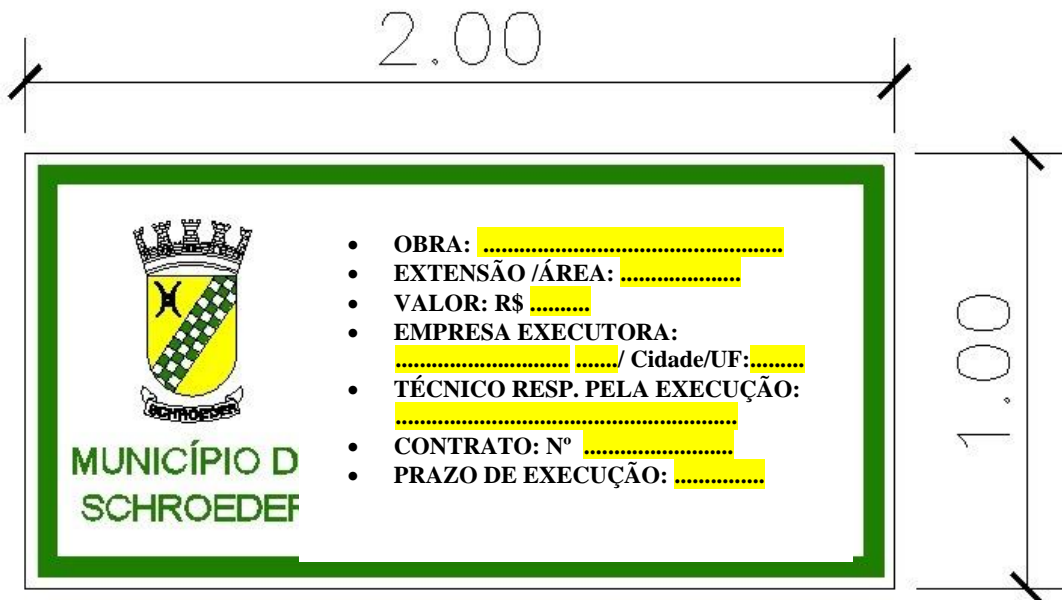 2.00
SCHROEDER
MUNICÍPIO D
SCHROEDER
• OBRA: ..................................................
• EXTENSÃO /ÁREA: ....................
• VALOR: R$ ..........
• EMPRESA EXECUTORA:
............................. ......./ Cidade/UF:.........
• TÉCNICO RESP. PELA EXECUÇÃO:
.........................................................
• CONTRATO: Nº .........................
• PRAZO DE EXECUÇÃO: ...............
1.00